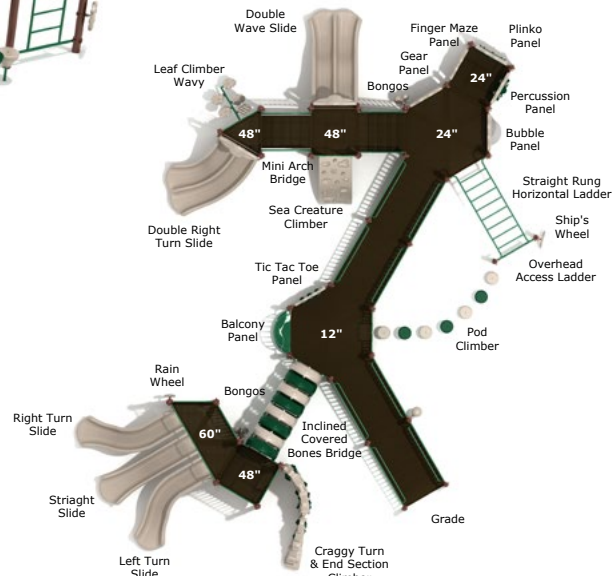 Double
Wave Slide
Finger Maze
Panel
Plinko
Panel
Gear
Panel
Leaf Climber
Wavy
Bongos
24"
Percussion
Panel
48"
48"
24"
Bubble
Panel
Mini Arch
Bridge
Straight Rung
Horizontal Ladder
Sea Creature
Climber
Ship's
Wheel
Double Right
Turn Slide
Overhead
Access Ladder
Tic Tac Toe
Panel
Balcony
Panel
12"
Pod
Climber
Rain
Wheel
Bongos
Right Turn
Slide
60"
Inclined
Covered
Bones Bridge
48"
Striaght
Slide
Grade
Left Turn
Slide
Craggy Turn
& End Section
Climber